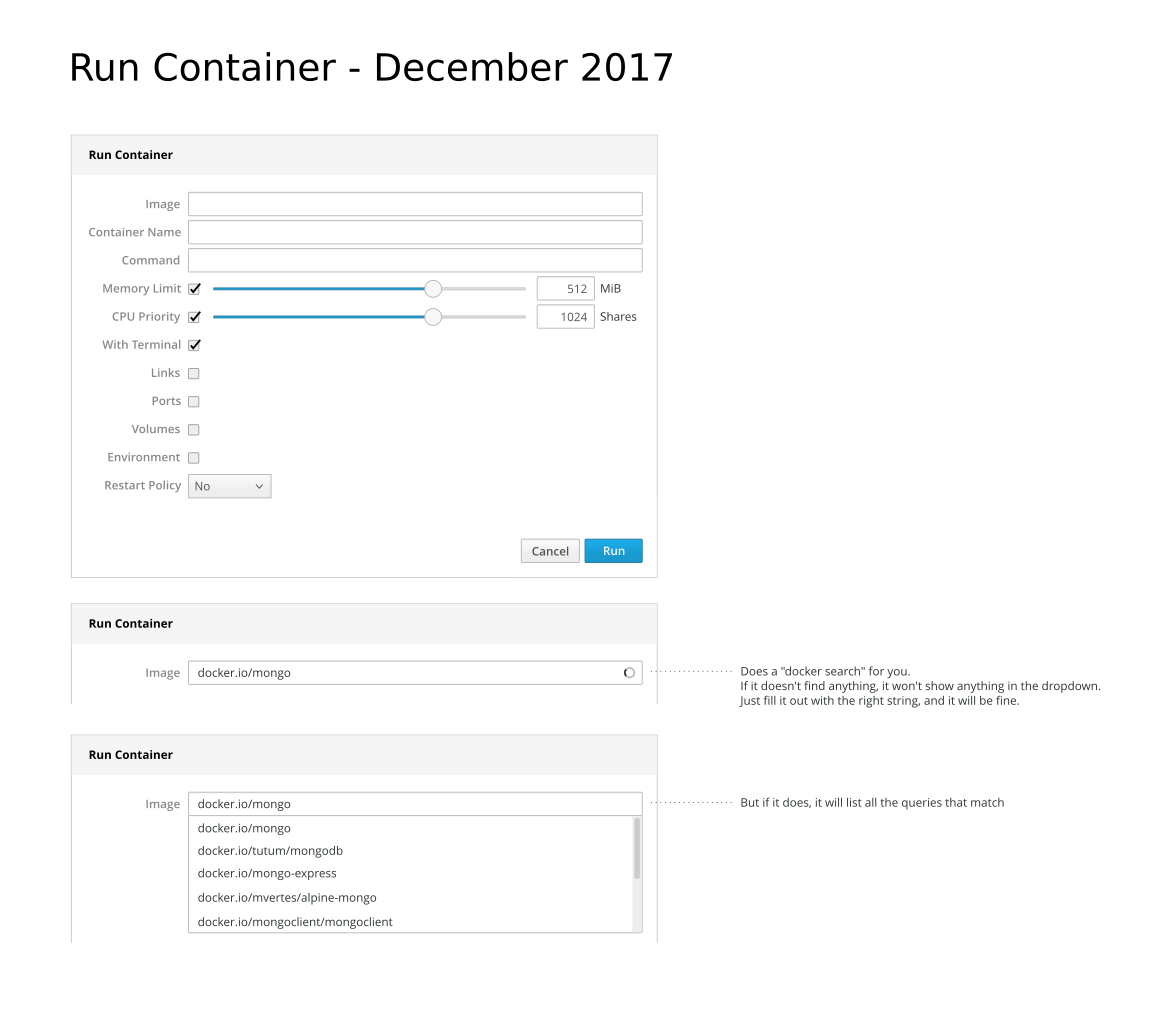 Run Container - December 2017
Run Container
Image
Container Name
Command
Memory Limit 512 MiB
CPU Priority 1024 Shares
With Terminal
Links
Ports
Volumes
Environment
Restart Policy No
Cancel Run
Run Container
Image docker.io/mongo
Does a "docker search" for you.
If it doesn't find anything, it won't show anything in the dropdown.
Just fill it out with the right string, and it will be fine.
Run Container
Image docker.io/mongo
But if it does, it will list all the queries that match
docker.io/mongo
docker.io/tutum/mongodb
docker.io/mongo-express
docker.io/mvertes/alpine-mongo
docker.io/mongoclient/mongoclient